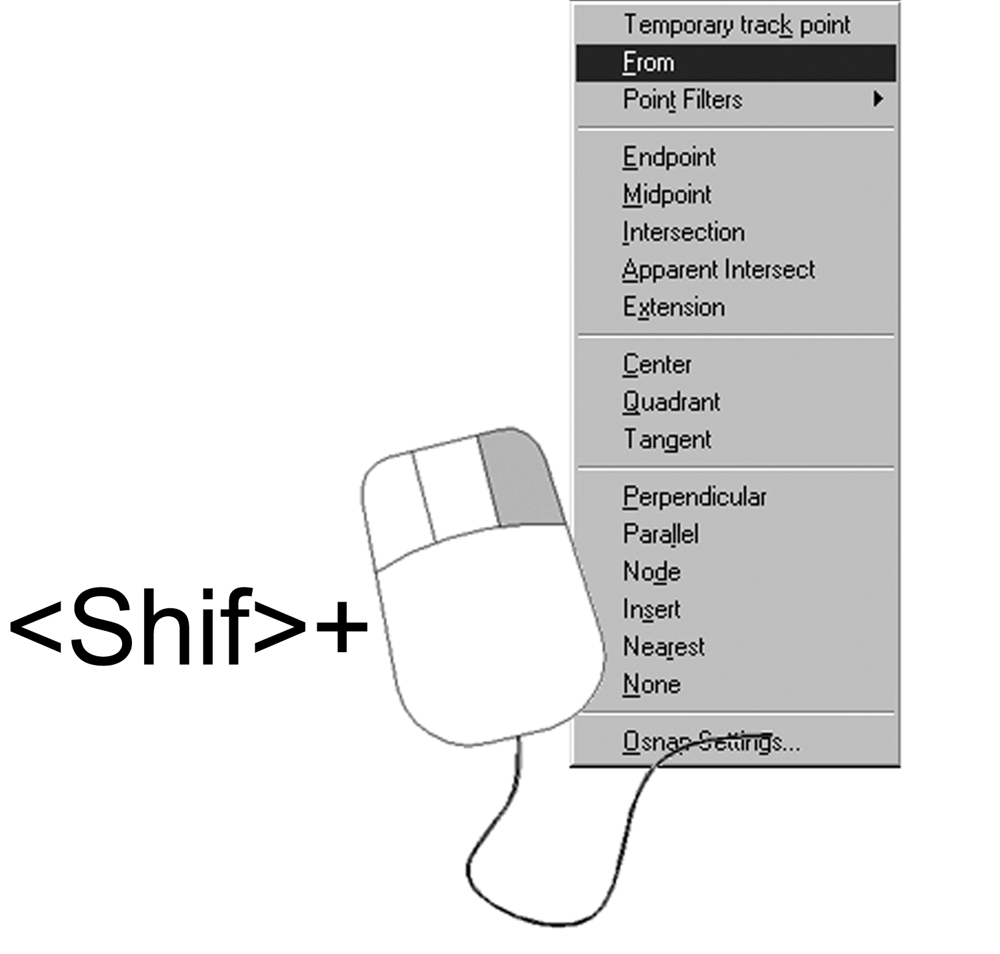 Temporary track point
From
Point Filters
Endpoint
Midpoint
Intersection
Apparent Intersect
Extension
Center
Quadrant
Tangent
Perpendicular
Parallel
Node
Insert
Nearest
None
Osnap Settings...
<Shif>+